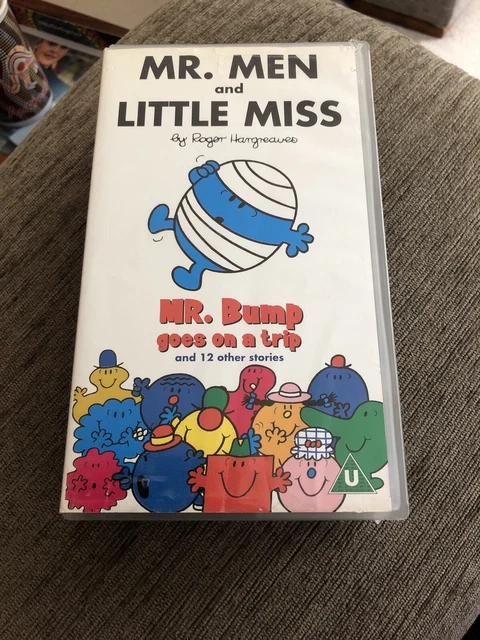 MR. MEN
and
LITTLE MISS
by Roger Hargreaves
MR. Bump
goes on a trip
and 12 other stories
U